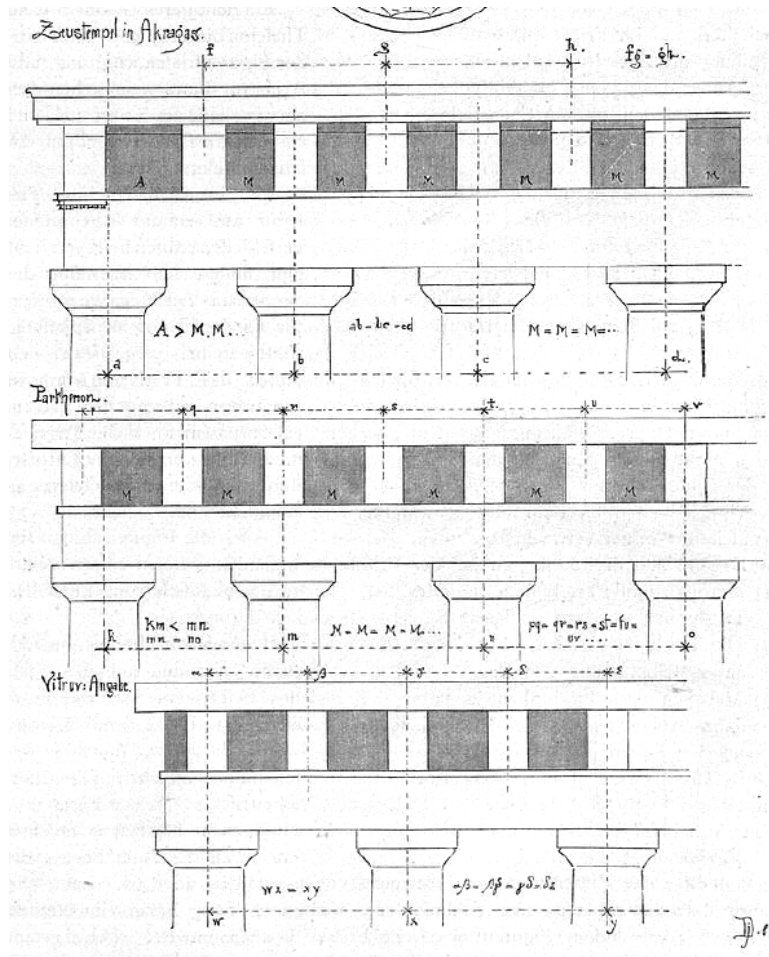 Zeustempel in Akragas.
f g h fg = gh.
A M M M M M M
A > M, M...
ab = bc = cd
M = M = M = ...
a b c d.
Parthenon.
p q r s t u v
M M M M M M
km < mn.
mn = no.
M = M = M = M...
pq = qr = rs = st = tu =
uv
k m n o
Vitruv: Angabe.
α β γ δ ε
wx = xy
αβ = βγ = γδ = δε
w x y